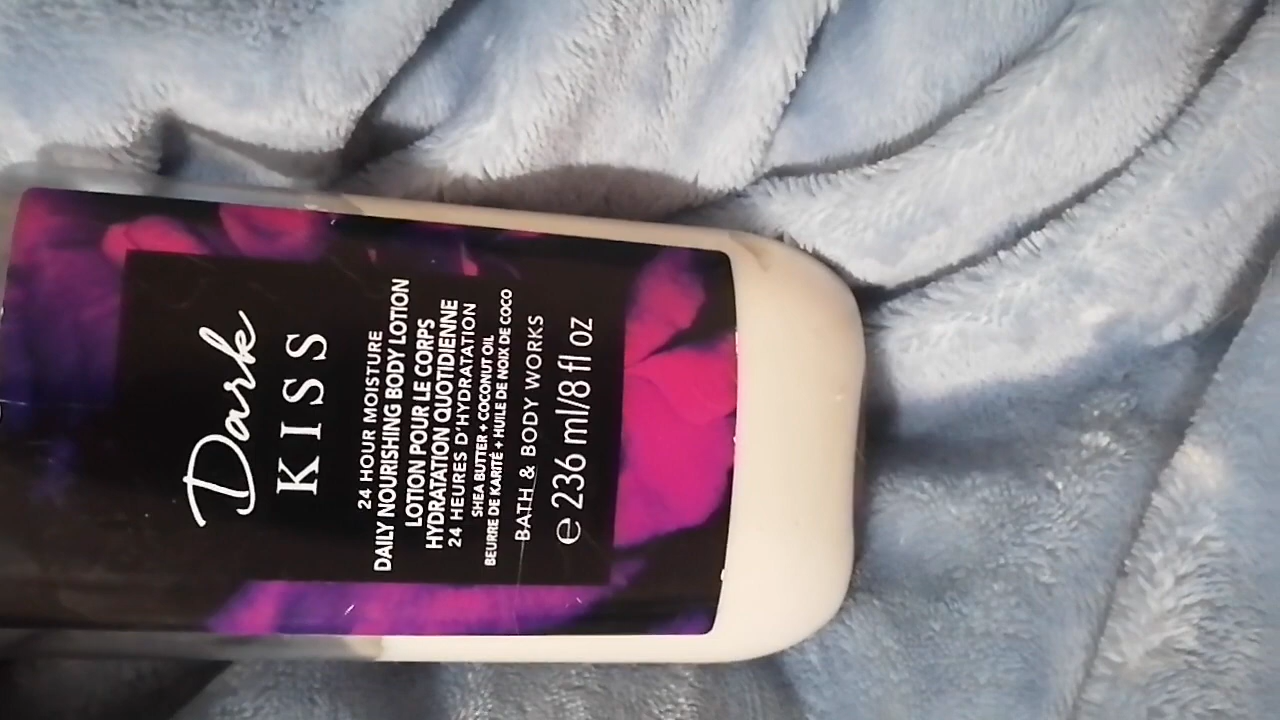 Dark
KISS
24 HOUR MOISTURE
DAILY NOURISHING BODY LOTION
LOTION POUR LE CORPS
HYDRATATION QUOTIDIENNE
24 HEURES D'HYDRATATION
SHEA BUTTER + COCONUT OIL
BEURRE DE KARITÉ + HUILE DE NOIX DE COCO
BATH & BODY WORKS
℮ 236 ml/8 fl oz